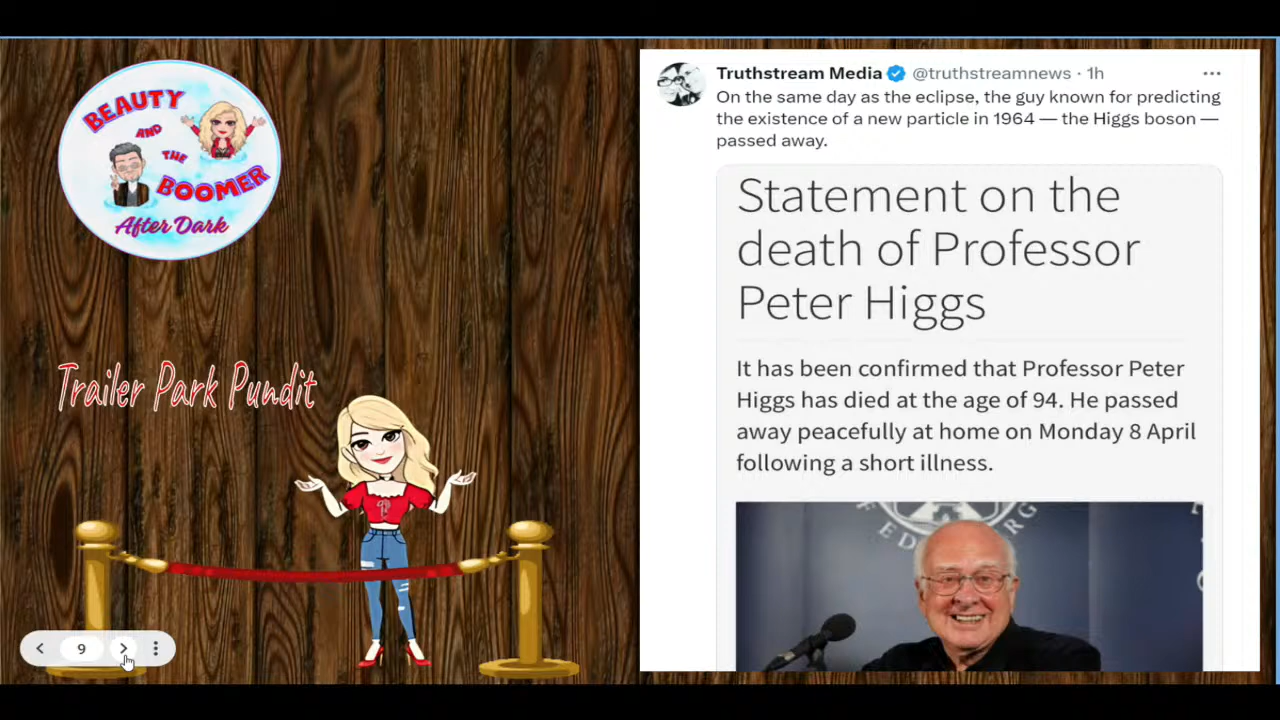 BEAUTY
AND
THE
BOOMER
After Dark
Trailer Park Pundit
9
Truthstream Media @truthstreamnews · 1h
On the same day as the eclipse, the guy known for predicting
the existence of a new particle in 1964 — the Higgs boson —
passed away.
Statement on the
death of Professor
Peter Higgs
It has been confirmed that Professor Peter
Higgs has died at the age of 94. He passed
away peacefully at home on Monday 8 April
following a short illness.